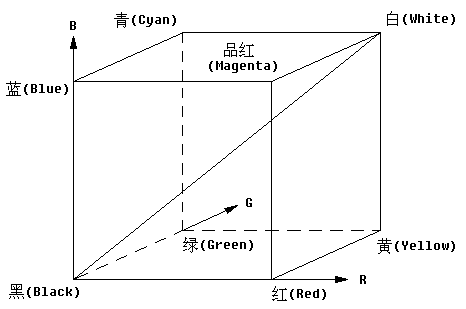 B
青(Cyan)
白(White)
品红
(Magenta)
蓝(Blue)
G
绿(Green)
黄(Yellow)
黑(Black)
红(Red)
R